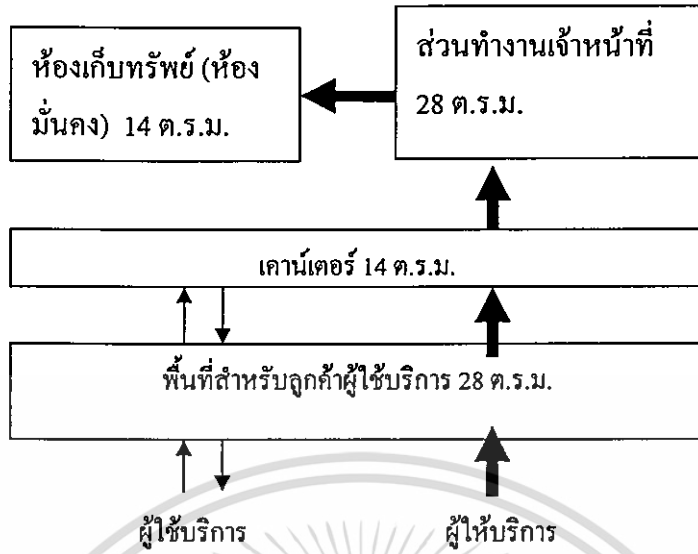 ห้องเก็บทรัพย์ (ห้อง
มั่นคง) 14 ต.ร.ม.
ส่วนทำงานเจ้าหน้าที่
28 ต.ร.ม.
เคาน์เตอร์ 14 ต.ร.ม.
พื้นที่สำหรับลูกค้าผู้ใช้บริการ 28 ต.ร.ม.
ผู้ใช้บริการ
ผู้ให้บริการ